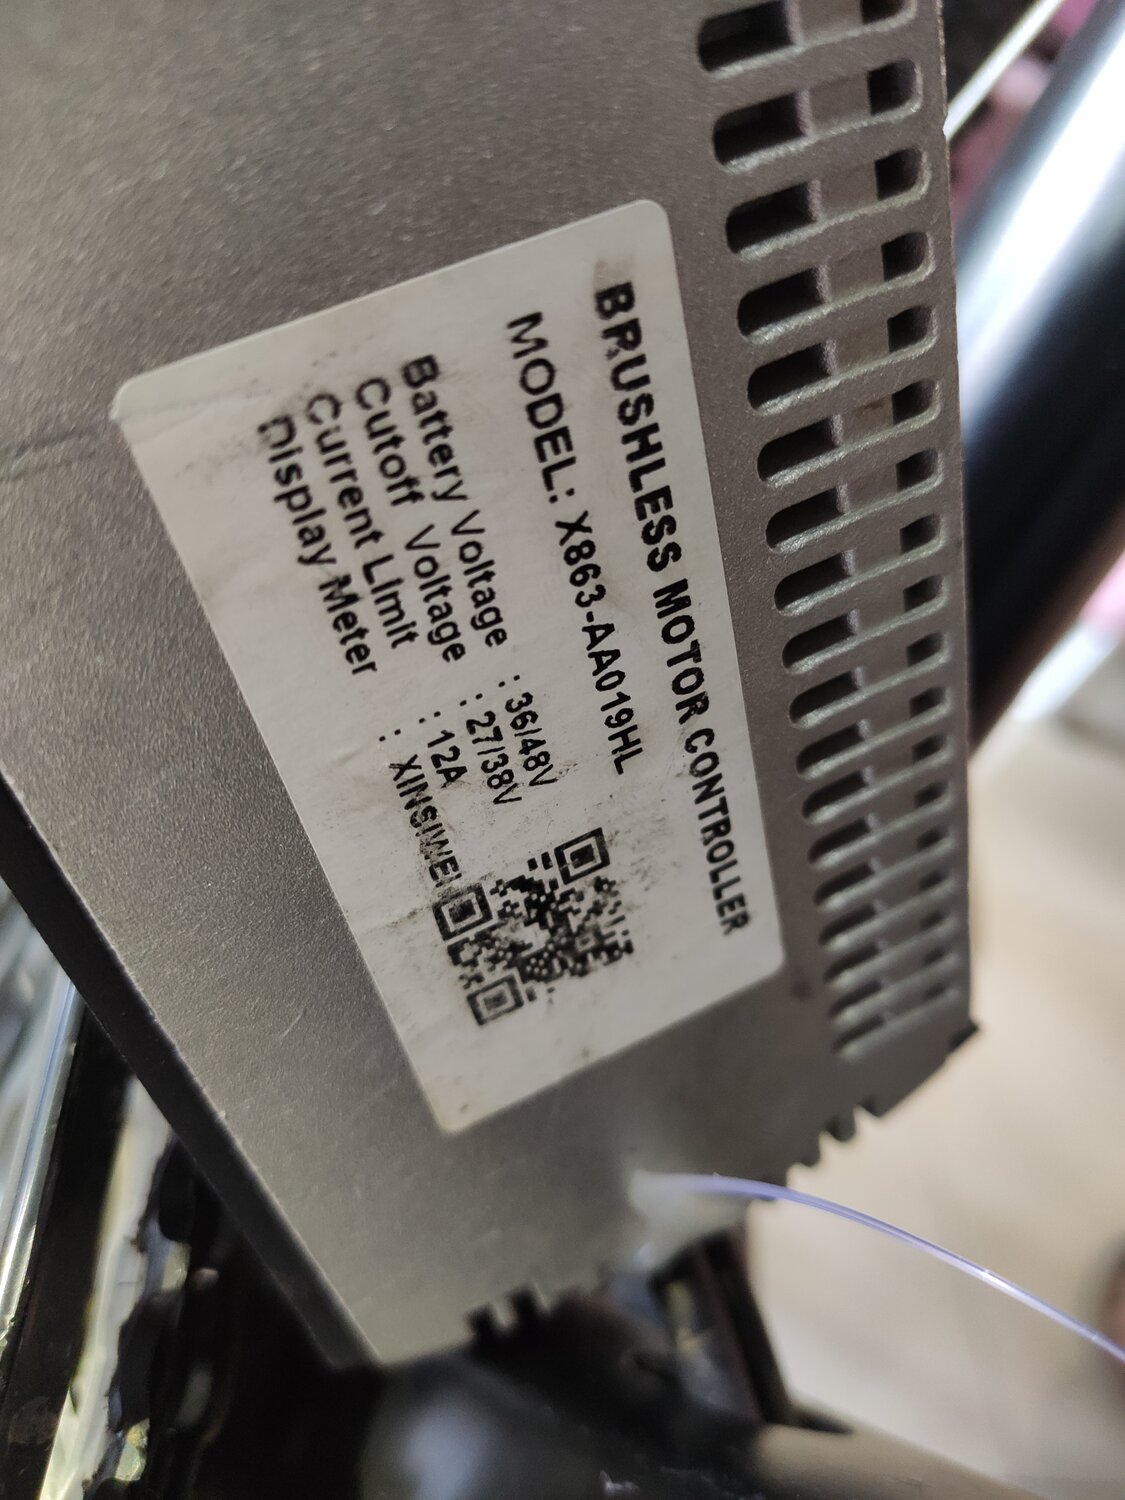 BRUSHLESS MOTOR CONTROLLER
MODEL: X863-AA019HL
Battery Voltage : 36/48V
Cutoff Voltage : 27/38V
Current Limit : 12A
Display Meter : XINSIWEI